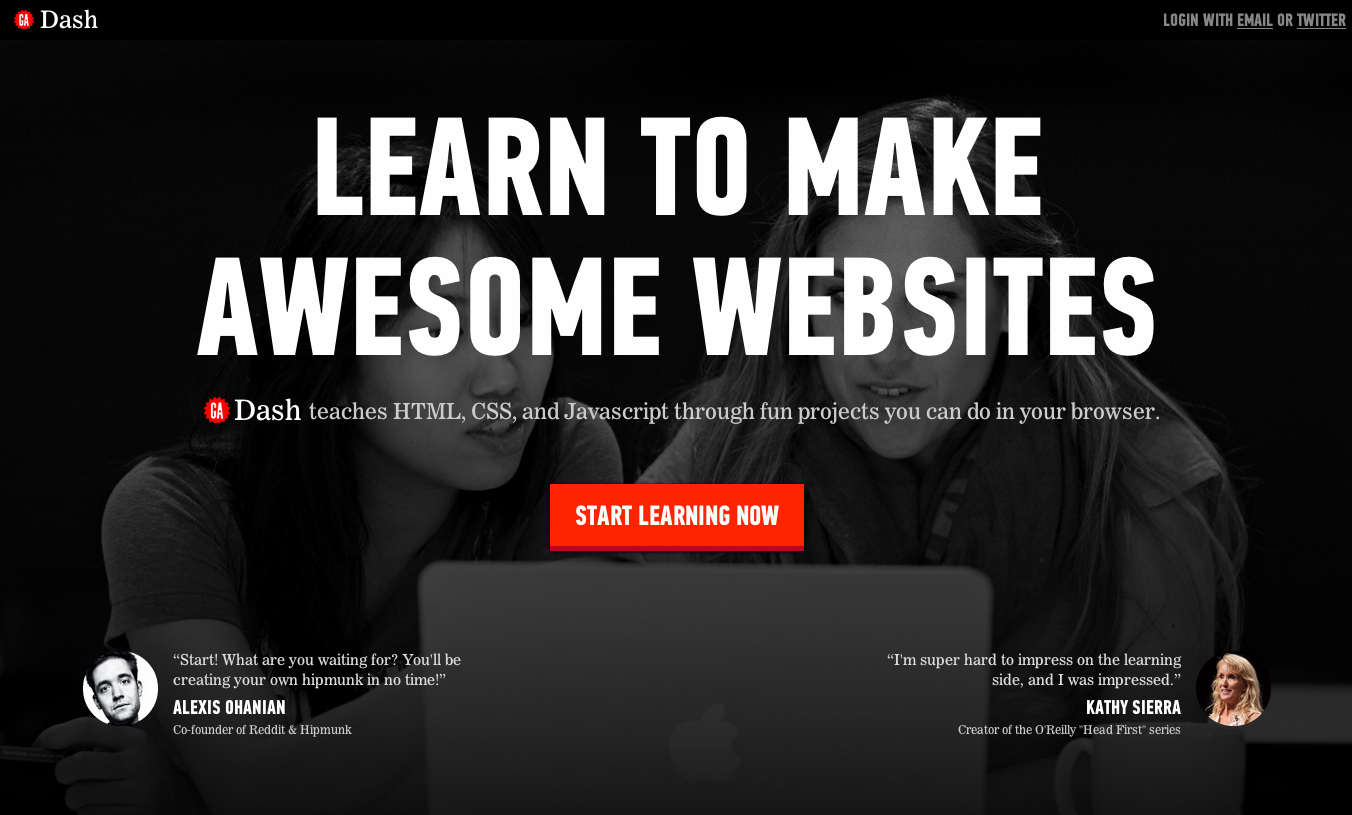 GA Dash
LOGIN WITH EMAIL OR TWITTER
LEARN TO MAKE
AWESOME WEBSITES
GA Dash teaches HTML, CSS, and Javascript through fun projects you can do in your browser.
START LEARNING NOW
“Start! What are you waiting for? You'll be
creating your own hipmunk in no time!”
ALEXIS OHANIAN
Co-founder of Reddit & Hipmunk
“I'm super hard to impress on the learning
side, and I was impressed.”
KATHY SIERRA
Creator of the O'Reilly "Head First" series